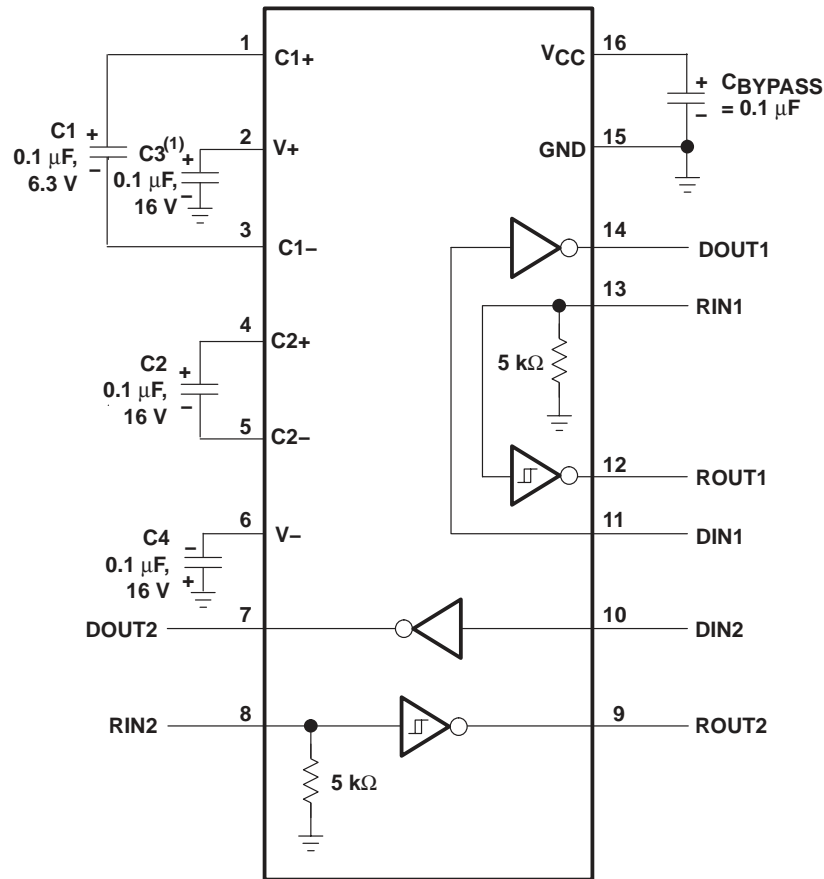 1
C1+
C1
0.1 μF,
6.3 V
+
−
2
V+
C3(1)
0.1 μF,
16 V
+
−
3
C1−
4
C2+
C2
0.1 μF,
16 V
+
−
5
C2−
6
V−
C4
0.1 μF,
16 V
−
+
DOUT2
7
RIN2
8
5 kΩ
VCC
16
+
−
CBYPASS
= 0.1 μF
GND
15
14
DOUT1
13
RIN1
5 kΩ
12
ROUT1
11
DIN1
10
DIN2
9
ROUT2